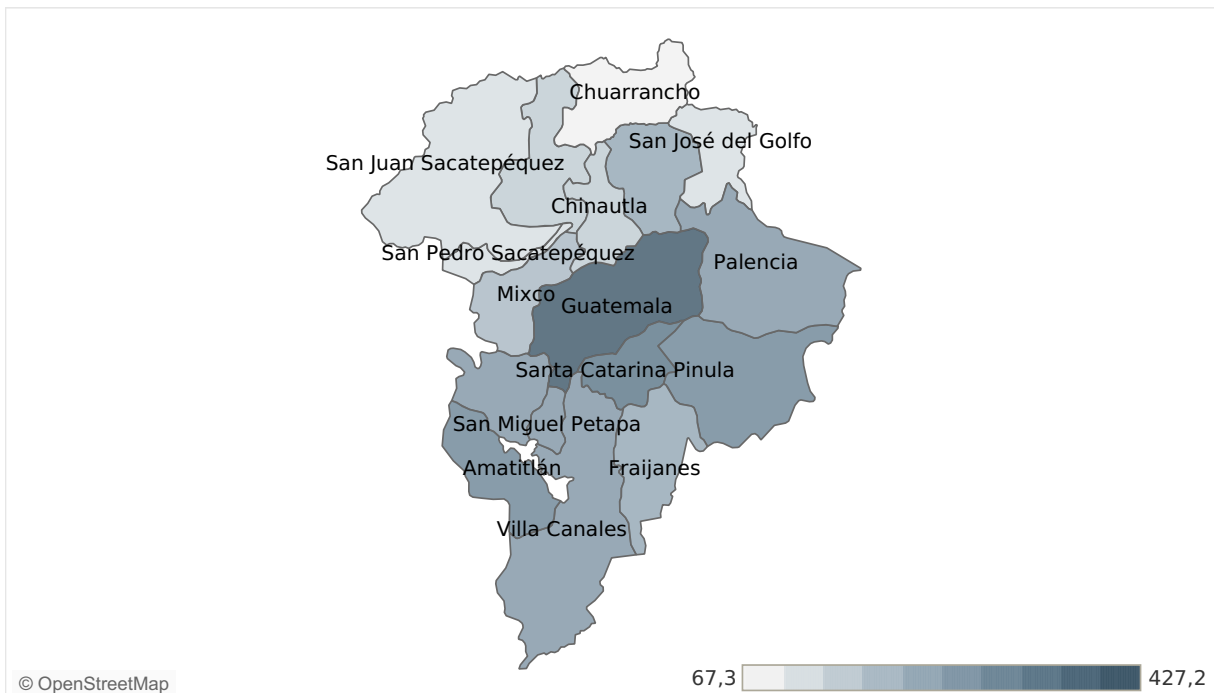 Chuarrancho
San José del Golfo
San Juan Sacatepéquez
Chinautla
San Pedro Sacatepéquez
Palencia
Mixco
Guatemala
Santa Catarina Pinula
San Miguel Petapa
Amatitlán
Fraijanes
Villa Canales
67,3
427,2
© OpenStreetMap